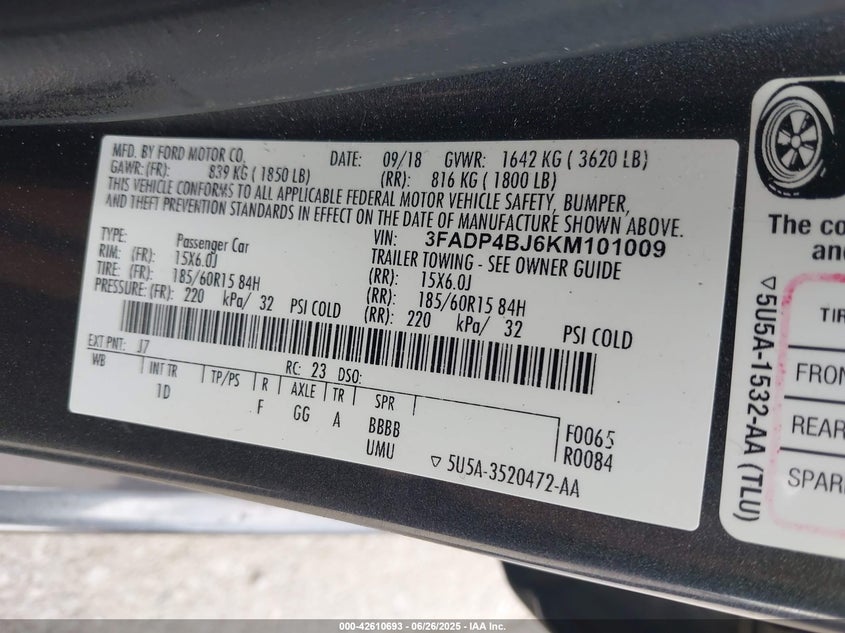 MFD. BY FORD MOTOR CO. DATE: 09/18 GVWR: 1642 KG ( 3620 LB)
GAWR: (FR): 839 KG ( 1850 LB) (RR): 816 KG ( 1800 LB)
THIS VEHICLE CONFORMS TO ALL APPLICABLE FEDERAL MOTOR VEHICLE SAFETY, BUMPER,
AND THEFT PREVENTION STANDARDS IN EFFECT ON THE DATE OF MANUFACTURE SHOWN ABOVE.
VIN: 3FADP4BJ6KM101009
TYPE: Passenger Car TRAILER TOWING - SEE OWNER GUIDE
RIM: (FR): 15X6.0J (RR): 15X6.0J
TIRE: (FR): 185/60R15 84H (RR): 185/60R15 84H
PRESSURE: (FR): 220 kPa/ 32 PSI COLD (RR): 220 kPa/ 32 PSI COLD
EXT PNT: J7 RC: 23 DSO:
WB INT TR TP/PS R AXLE TR SPR
1D F GG A BBBB F0065
UMU R0084
▽ 5U5A-3520472-AA
The co
an
TIR
FRON
REAR
SPAR
▽5U5A-1532-AA (TLU)
000-42610693 | 06/26/2025 - IAA Inc.